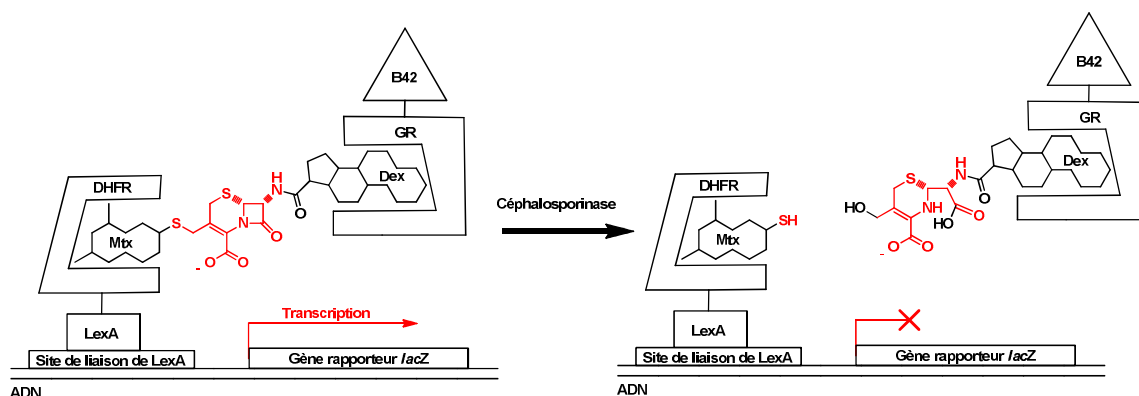 B42
GR
Dex
H
N
O
S
H
N
O
O
O
-
S
DHFR
Mtx
LexA
Transcription
Site de liaison de LexA
Gène rapporteur lacZ
ADN
Céphalosporinase
B42
GR
Dex
H
N
O
S
HO
NH
O
HO
O
O
-
DHFR
SH
Mtx
LexA
Site de liaison de LexA
Gène rapporteur lacZ
ADN